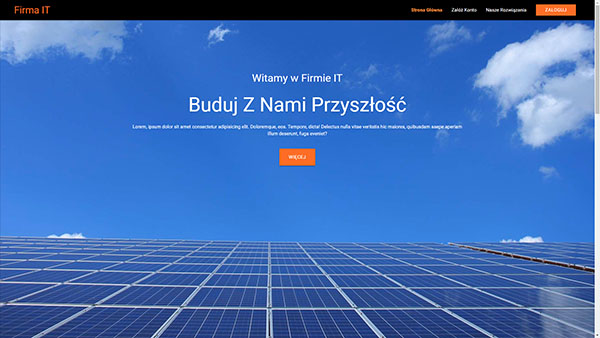 Firma IT
Strona Główna
Załóż Konto
Nasze Rozwiązania
ZALOGUJ
Witamy w Firmie IT
Buduj Z Nami Przyszłość
Lorem, ipsum dolor sit amet consectetur adipisicing elit. Doloremque, eos. Tempora, dicta! Delectus nulla vitae veritatis hic maiores, quibusdam saepe aperiam
illum deserunt, fuga eveniet?
WIĘCEJ